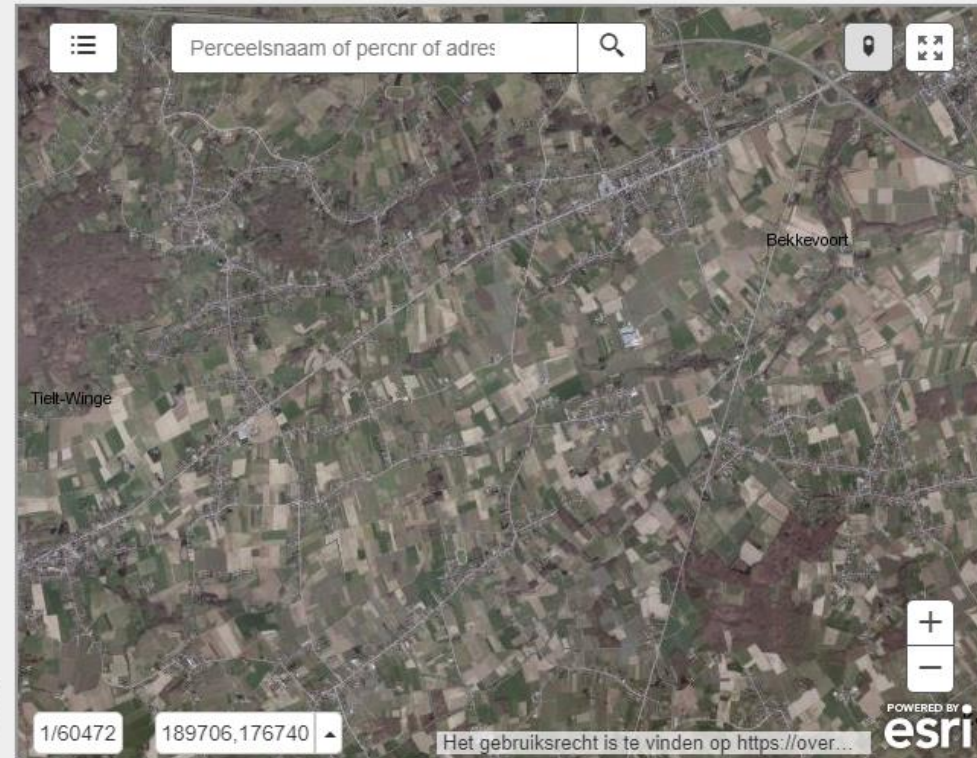 Perceelsnaam of percnr of adres
Bekkevoort
Tielt-Winge
1/60472
189706,176740
Het gebruiksrecht is te vinden op https://over...
POWERED BY
esri